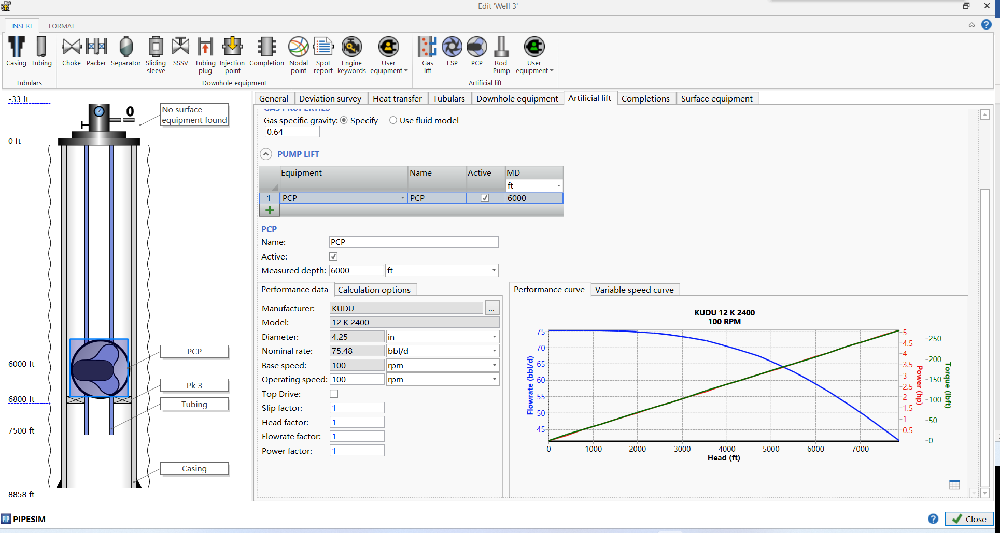 Edit 'Well 3'
INSERT FORMAT
Casing Tubing Choke Packer Separator Sliding sleeve SSSV Tubing plug Injection point Completion Nodal point Spot report Engine keywords User equipment Gas lift ESP PCP Rod Pump User equipment
Tubulars Downhole equipment Artificial lift
-33 ft
0
No surface
equipment found
0 ft
PCP
6000 ft
Pk 3
6800 ft
Tubing
7500 ft
Casing
8858 ft
General Deviation survey Heat transfer Tubulars Downhole equipment Artificial lift Completions Surface equipment
GAS PROPERTIES
Gas specific gravity: Specify Use fluid model
0.64
PUMP LIFT
Equipment Name Active MD
ft
1 PCP PCP 6000
PCP
Name: PCP
Active:
Measured depth: 6000 ft
Performance data Calculation options
Manufacturer: KUDU ...
Model: 12 K 2400
Diameter: 4.25 in
Nominal rate: 75.48 bbl/d
Base speed: 100 rpm
Operating speed: 100 rpm
Top Drive:
Slip factor: 1
Head factor: 1
Flowrate factor: 1
Power factor: 1
Performance curve Variable speed curve
KUDU 12 K 2400
100 RPM
Flowrate (bbl/d)
75
70
65
60
55
50
45
0 1000 2000 3000 4000 5000 6000 7000
Head (ft)
5
4.5
4
3.5
3
2.5
2
1.5
1
0.5
Power (hp)
250
200
150
100
50
0
Torque (lbft)
PIP PIPESIM
Close